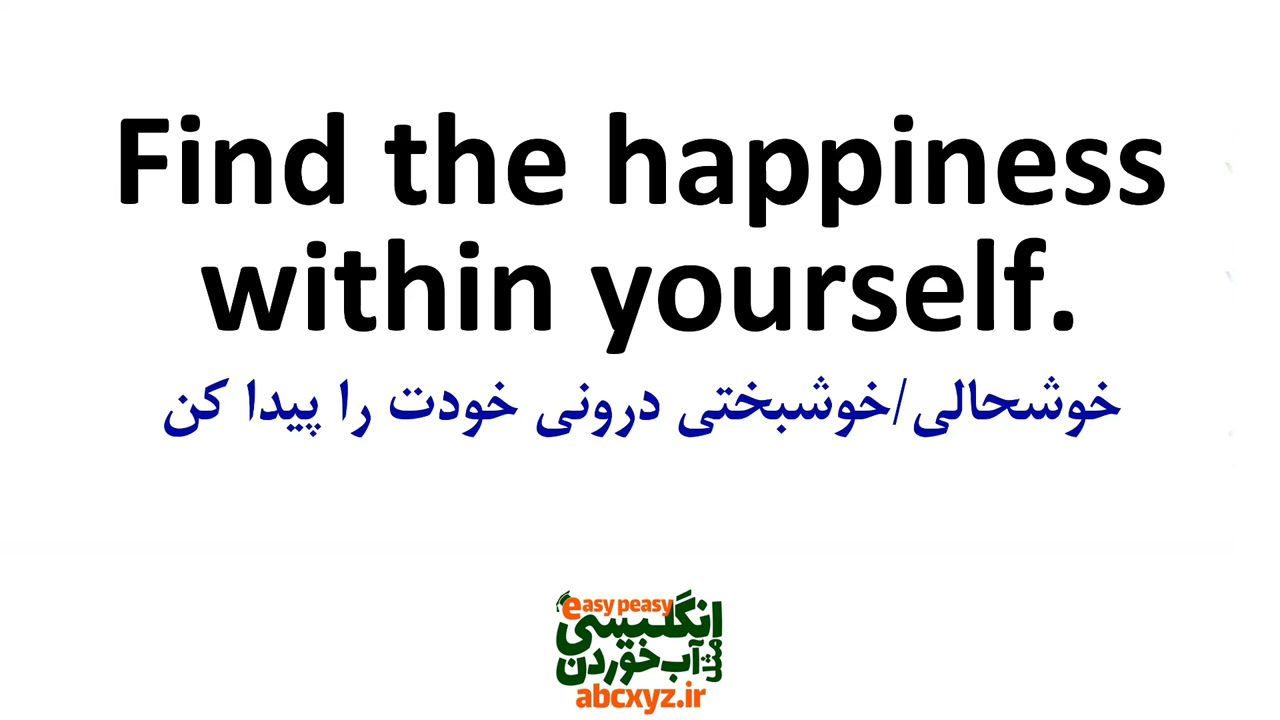 Find the happiness
within yourself.
خوشحالی/خوشبختی درونی خودت را پیدا کن
easy peasy
انگلیسی
مثل آب خوردن
abcxyz.ir